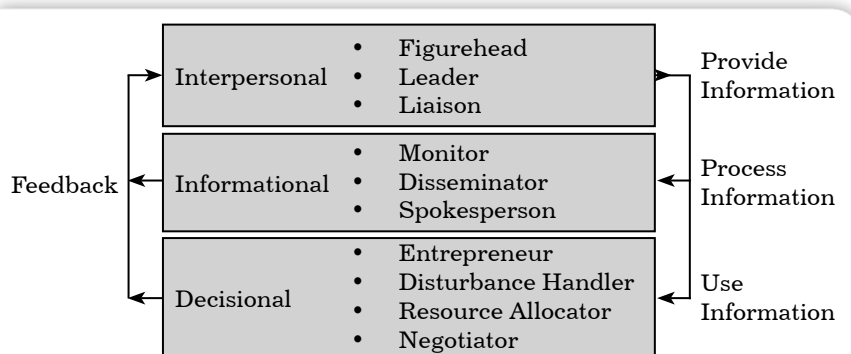 Feedback
Interpersonal
• Figurehead
• Leader
• Liaison
Provide
Information
Informational
• Monitor
• Disseminator
• Spokesperson
Process
Information
Decisional
• Entrepreneur
• Disturbance Handler
• Resource Allocator
• Negotiator
Use
Information